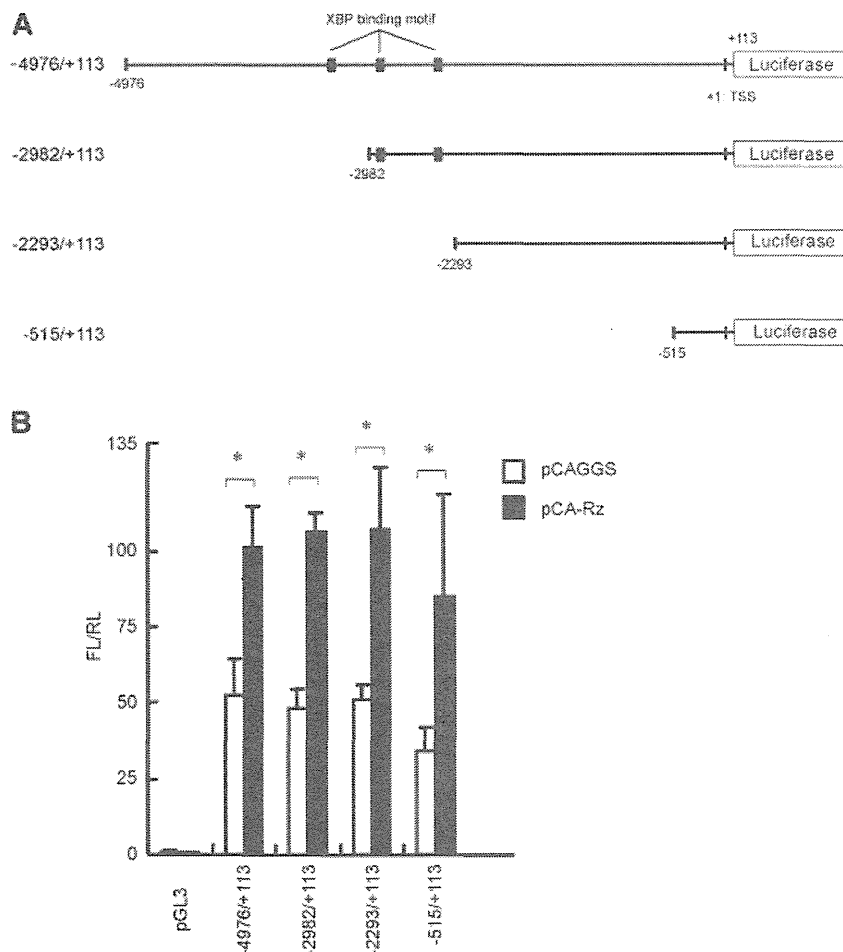 A
XBP binding motif
-4976/+113
-4976
+113
+1: TSS
Luciferase
-2982/+113
-2982
Luciferase
-2293/+113
-2293
Luciferase
-515/+113
-515
Luciferase
B
FL/RL
135
100
75
50
25
0
*
*
*
*
pCAGGS
pCA-Rz
pGL3
-4976/+113
-2982/+113
-2293/+113
-515/+113